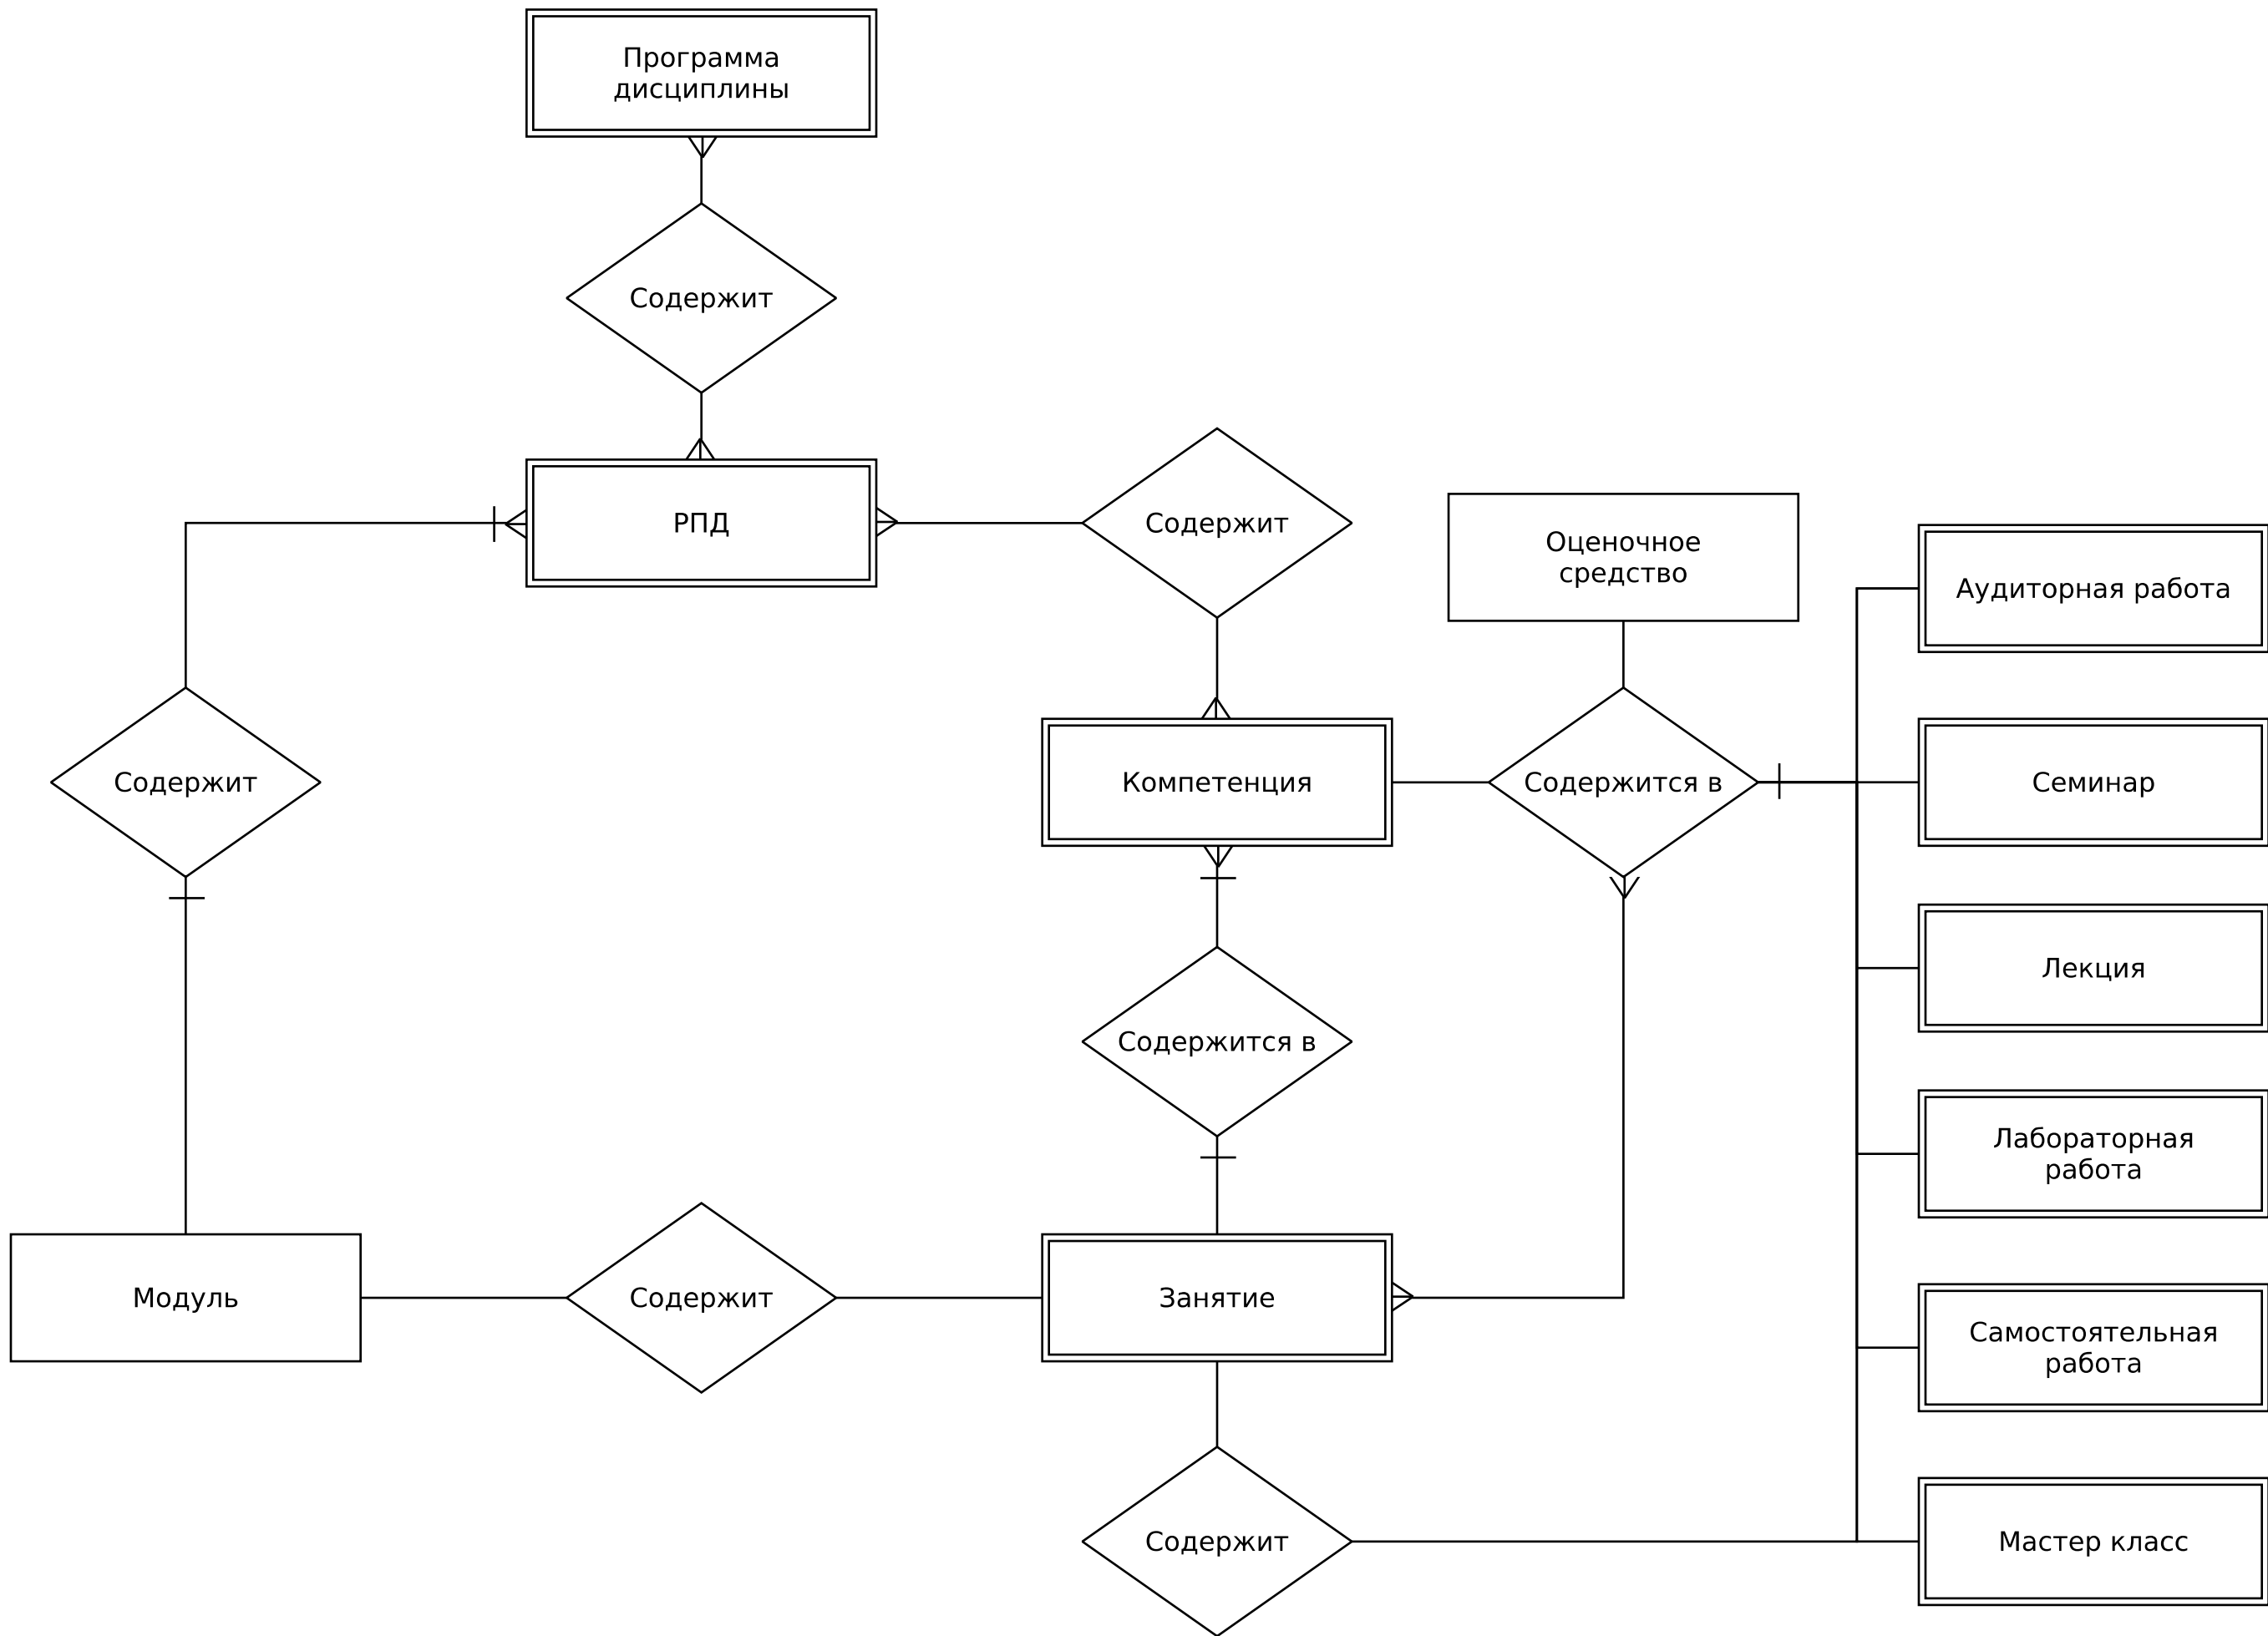 Программа
дисциплины
Содержит
РПД
Содержит
Оценочное
средство
Аудиторная работа
Содержит
Компетенция
Содержится в
Семинар
Лекция
Содержится в
Лабораторная
работа
Модуль
Содержит
Занятие
Самостоятельная
работа
Содержит
Мастер класс